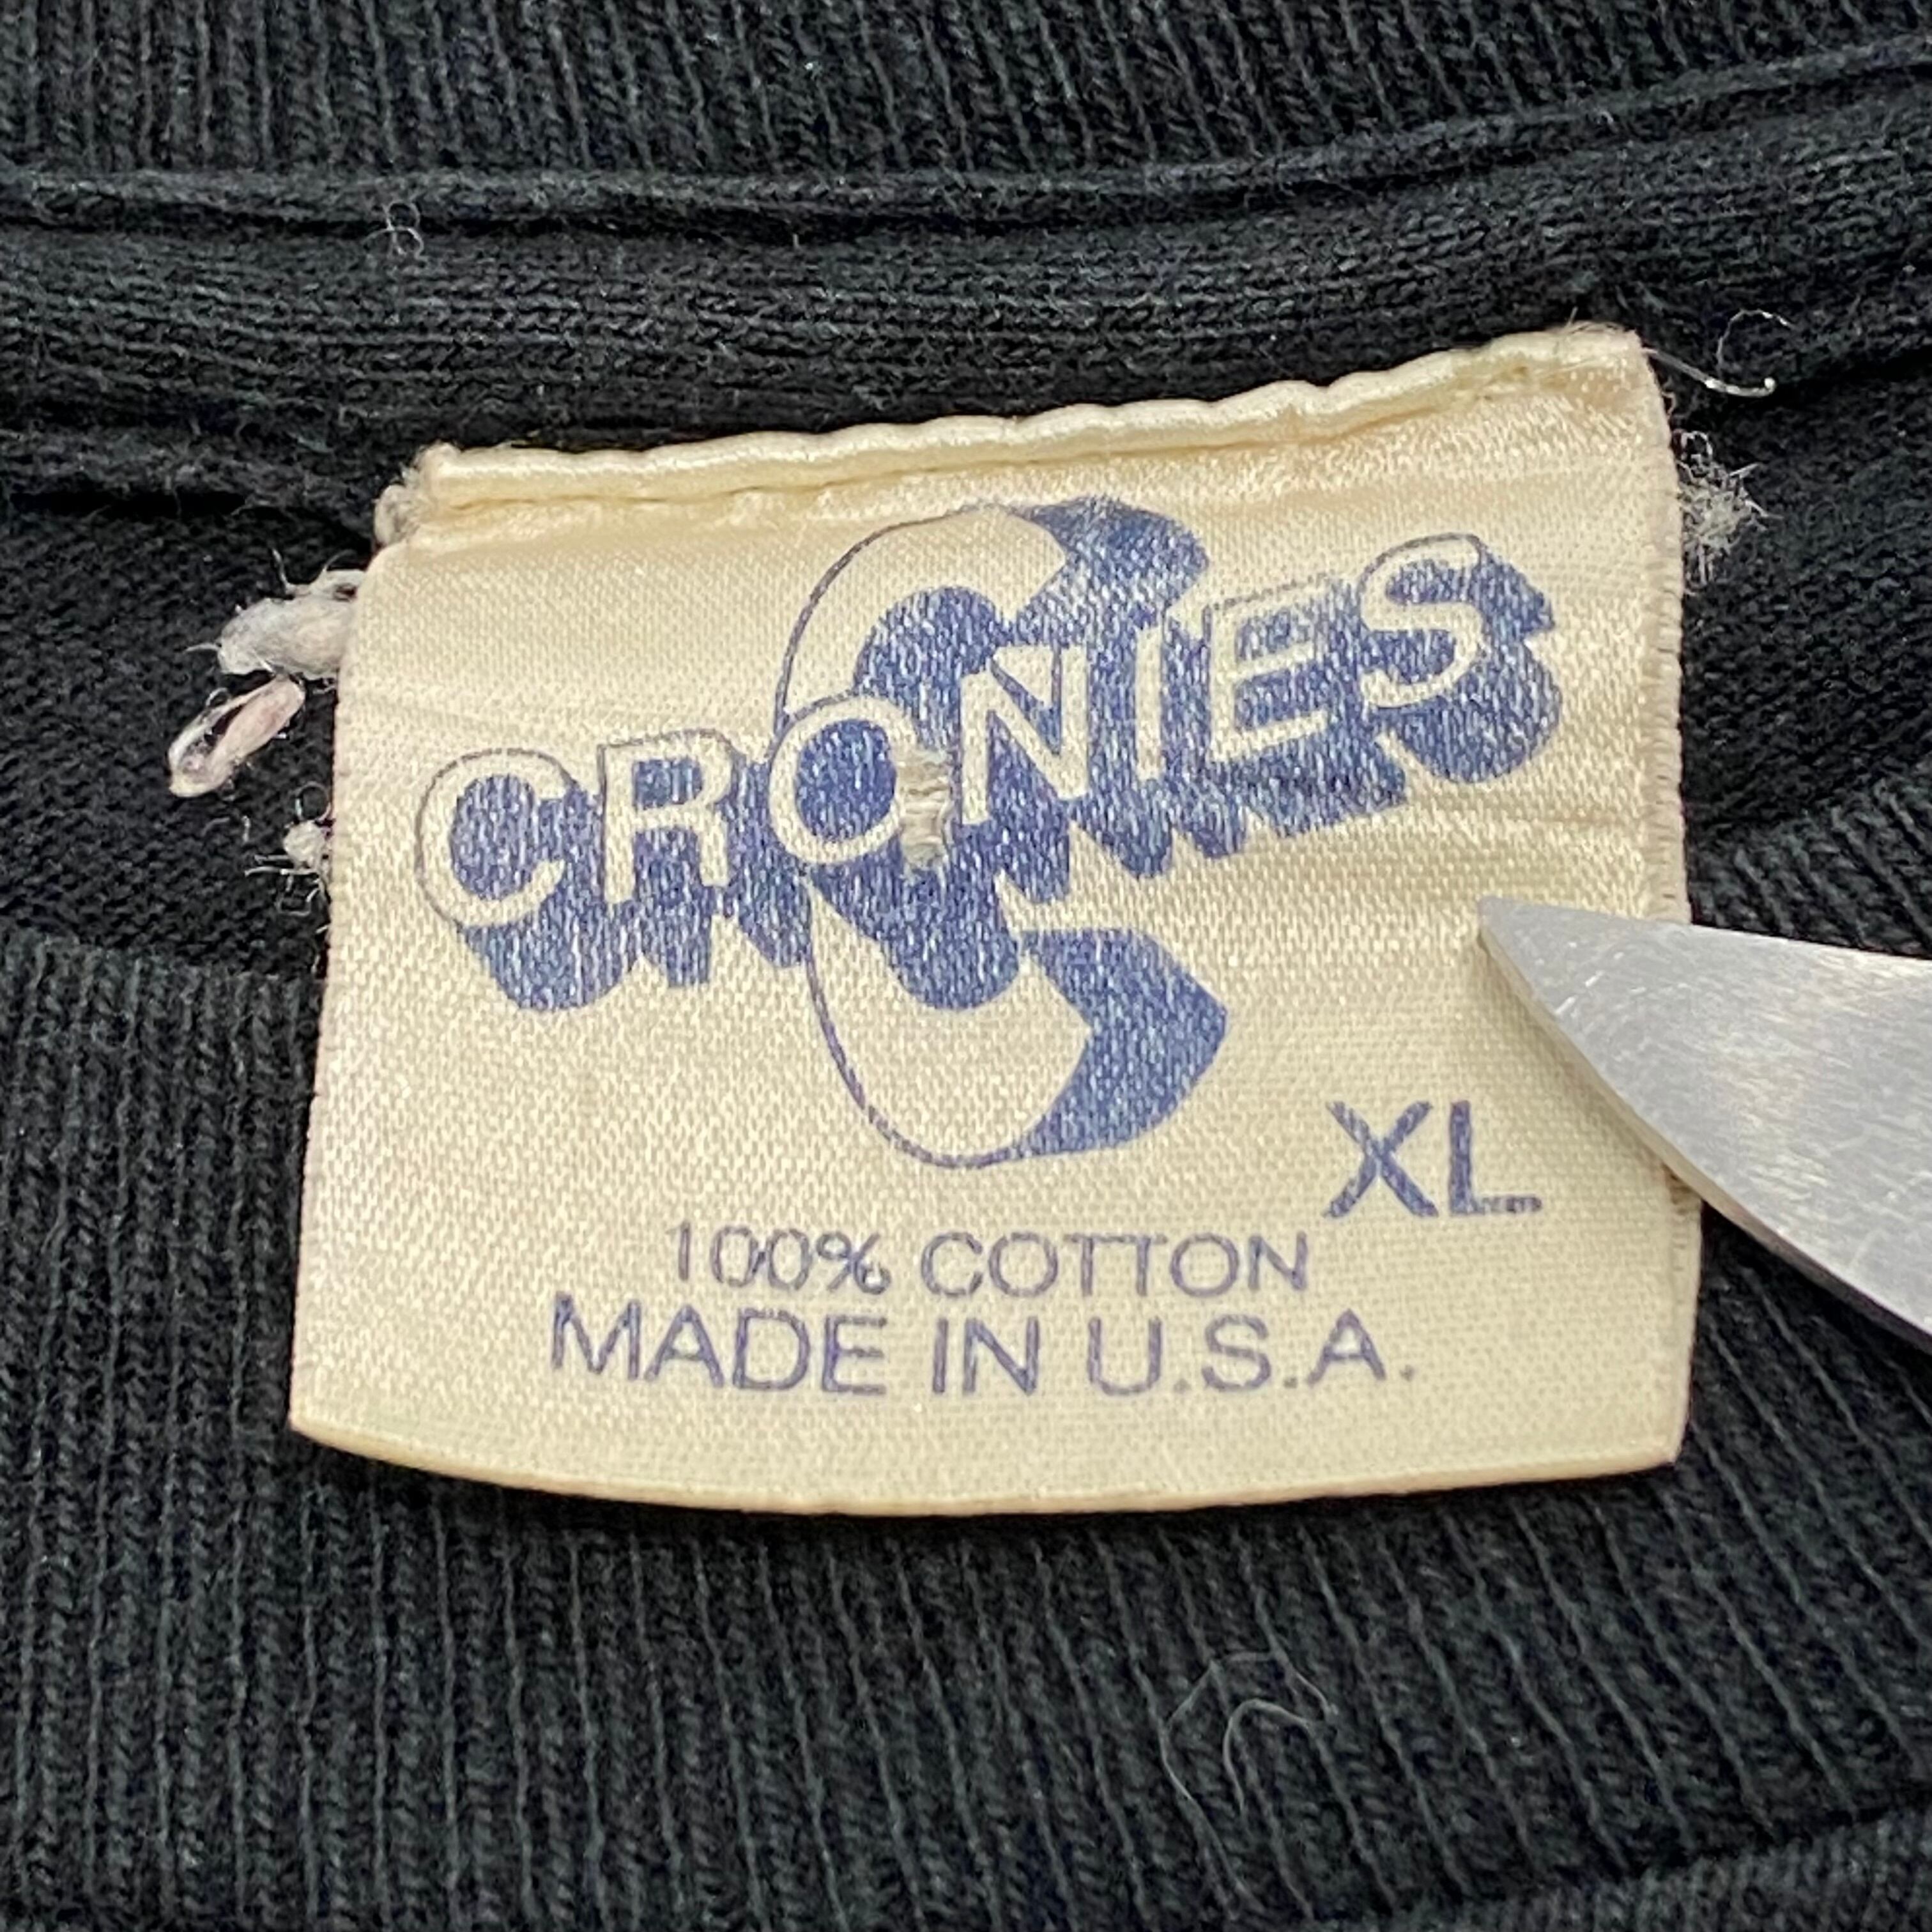 CRONIES
XL
100% COTTON
MADE IN U.S.A.